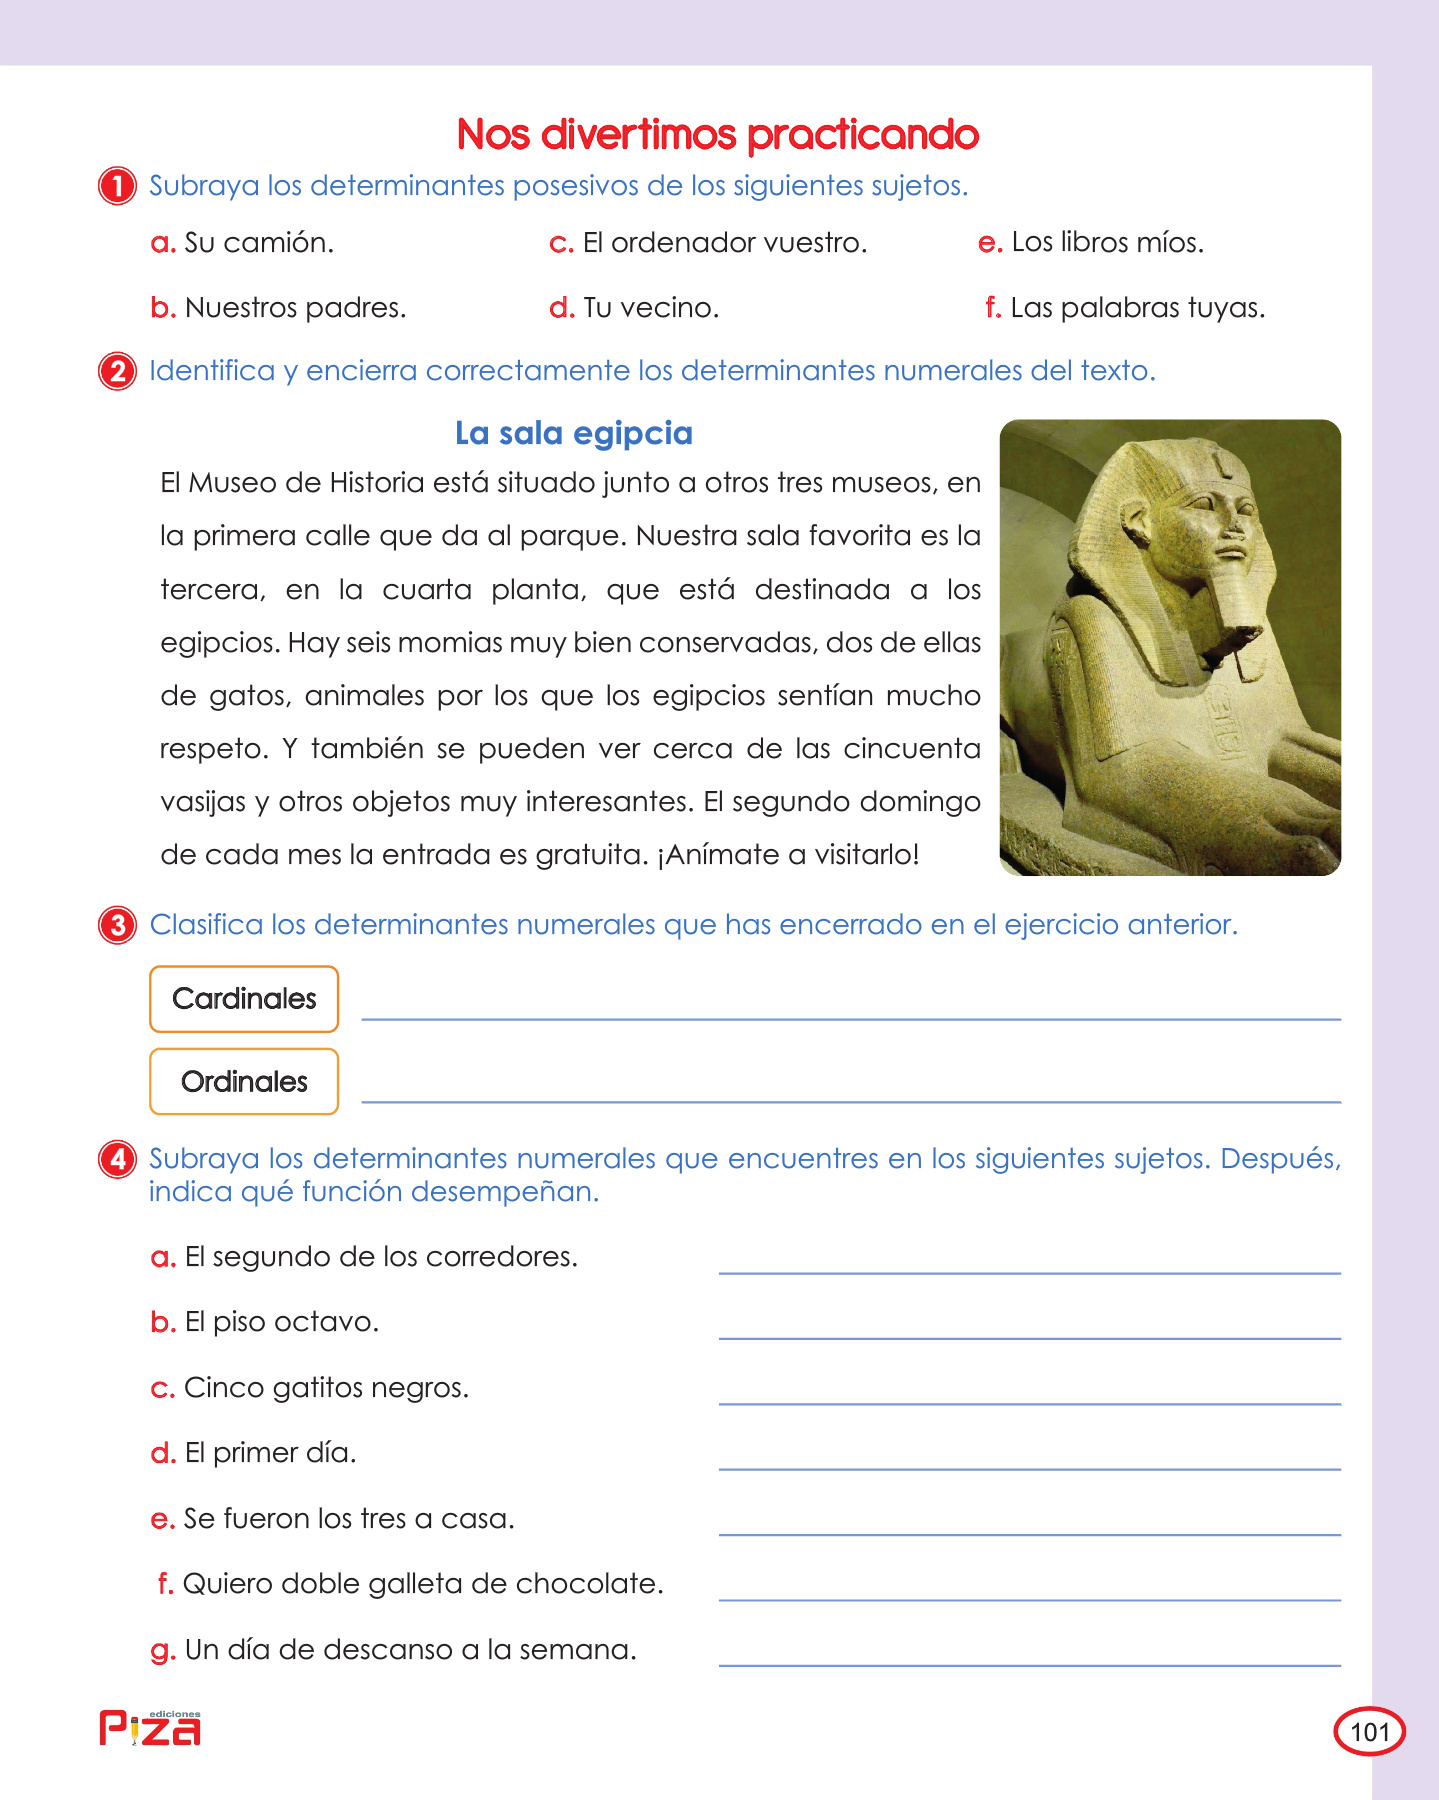 Nos divertimos practicando
1 Subraya los determinantes posesivos de los siguientes sujetos.
a. Su camión.
c. El ordenador vuestro.
e. Los libros míos.
b. Nuestros padres.
d. Tu vecino.
f. Las palabras tuyas.
2 Identifica y encierra correctamente los determinantes numerales del texto.
La sala egipcia
El Museo de Historia está situado junto a otros tres museos, en
la primera calle que da al parque. Nuestra sala favorita es la
tercera, en la cuarta planta, que está destinada a los
egipcios. Hay seis momias muy bien conservadas, dos de ellas
de gatos, animales por los que los egipcios sentían mucho
respeto. Y también se pueden ver cerca de las cincuenta
vasijas y otros objetos muy interesantes. El segundo domingo
de cada mes la entrada es gratuita. ¡Anímate a visitarlo!
3 Clasifica los determinantes numerales que has encerrado en el ejercicio anterior.
Cardinales
Ordinales
4 Subraya los determinantes numerales que encuentres en los siguientes sujetos. Después,
indica qué función desempeñan.
a. El segundo de los corredores.
b. El piso octavo.
c. Cinco gatitos negros.
d. El primer día.
e. Se fueron los tres a casa.
f. Quiero doble galleta de chocolate.
g. Un día de descanso a la semana.
ediciones
Piza
101